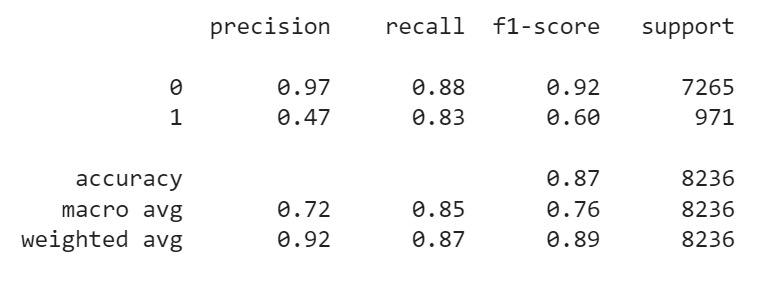 precision recall f1-score support
0 0.97 0.88 0.92 7265
1 0.47 0.83 0.60 971
accuracy 0.87 8236
macro avg 0.72 0.85 0.76 8236
weighted avg 0.92 0.87 0.89 8236